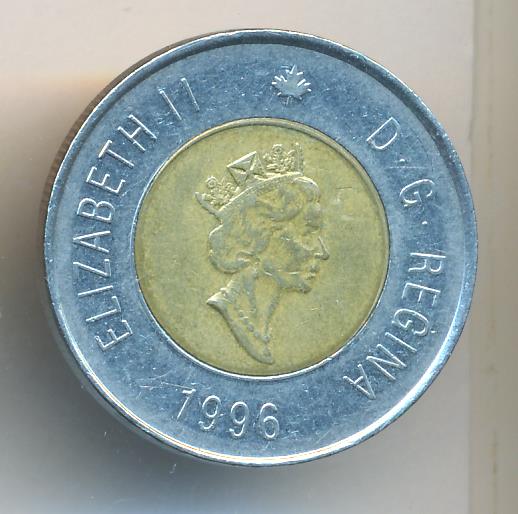 ELIZABETH II
D·G·REGINA
1996